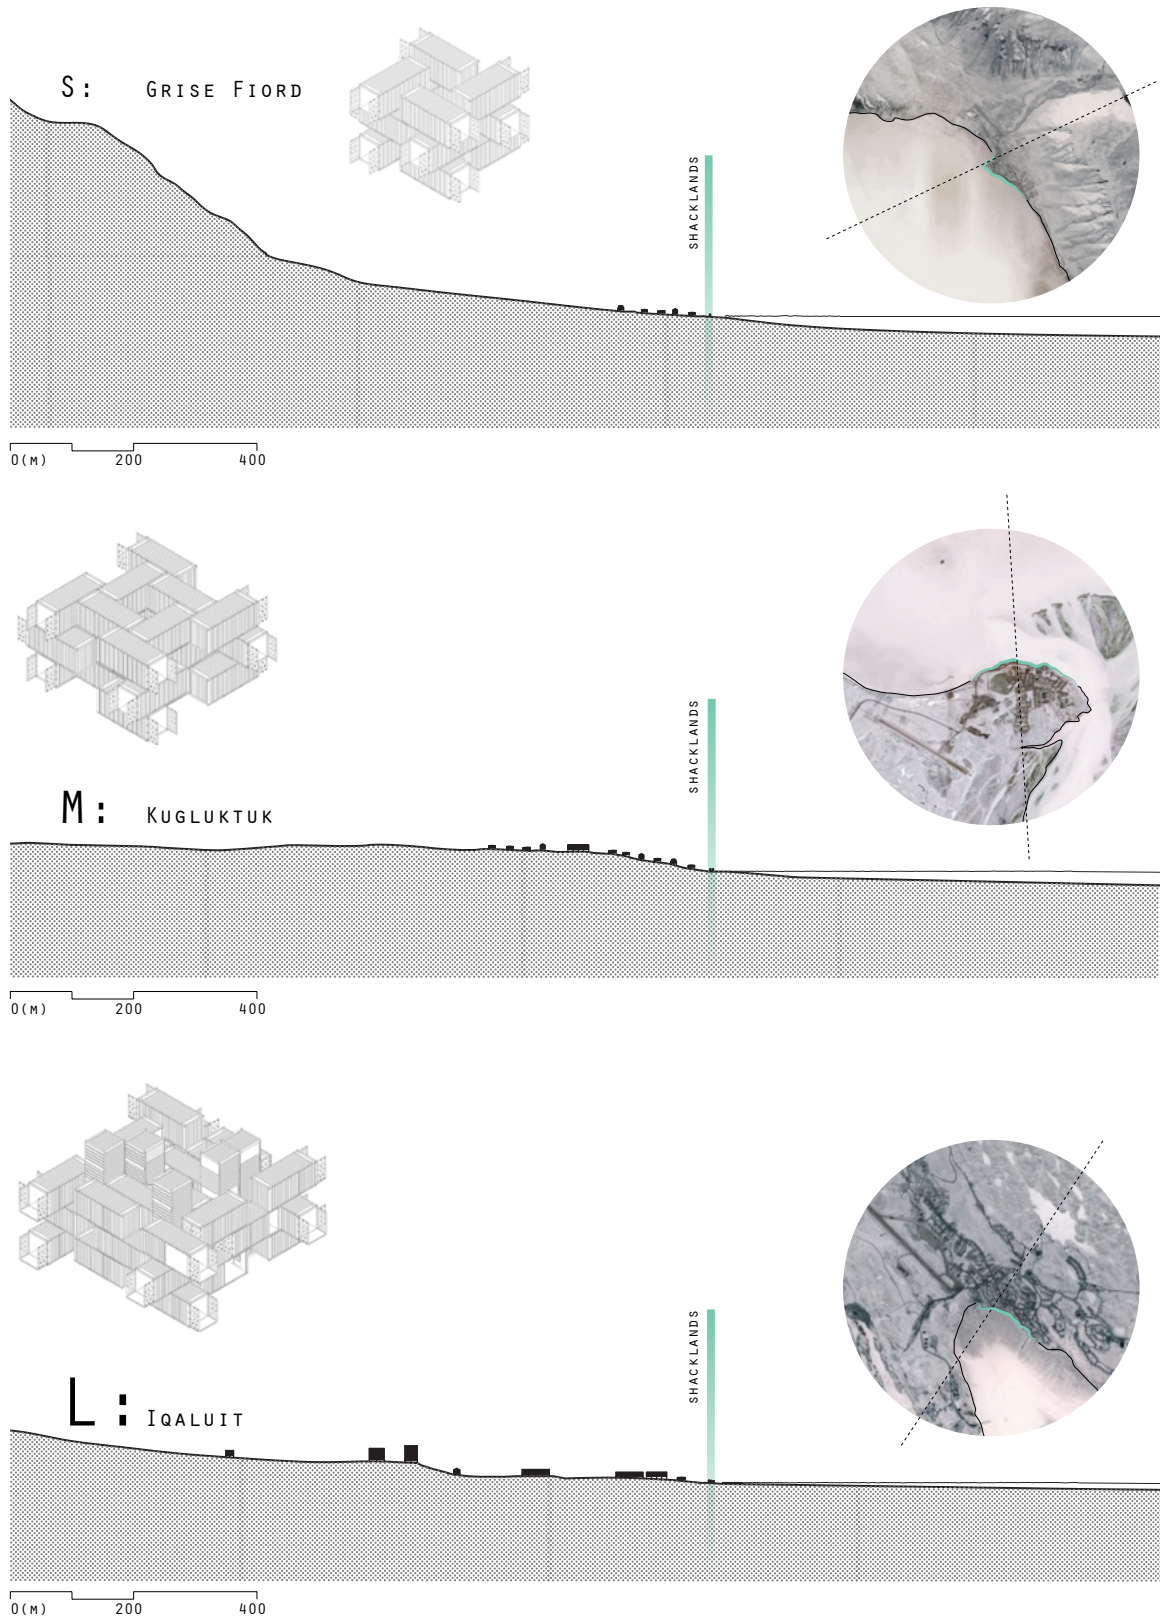 S: GRISE FIORD
SHACKLANDS
0(M) 200 400
SHACKLANDS
M: KUGLUKTUK
0(M) 200 400
SHACKLANDS
L: IQALUIT
0(M) 200 400